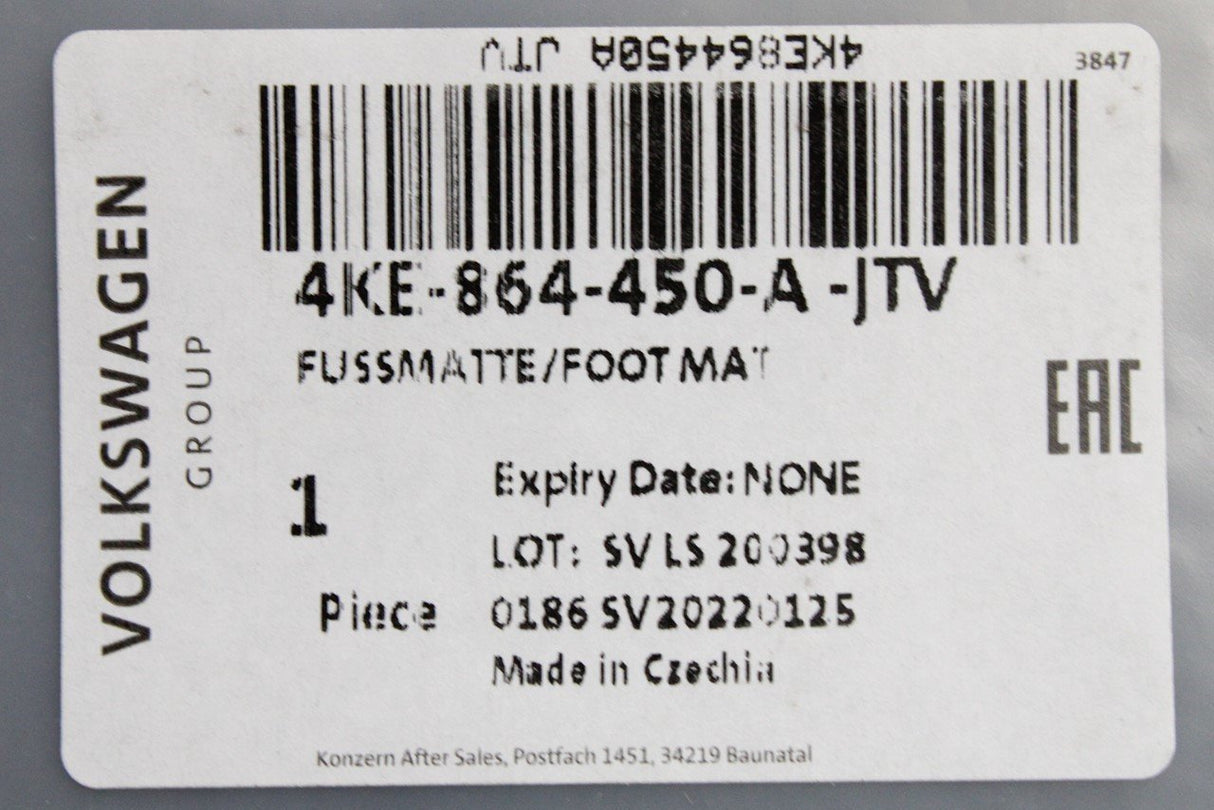 4KE864450A JTV
3847
VOLKSWAGEN
GROUP
4KE-864-450-A -JTV
FUSSMATTE/FOOT MAT
EAC
1
Piece
Expiry Date: NONE
LOT: SV LS 200398
0186 SV20220125
Made in Czechia
Konzern After Sales, Postfach 1451, 34219 Baunatal